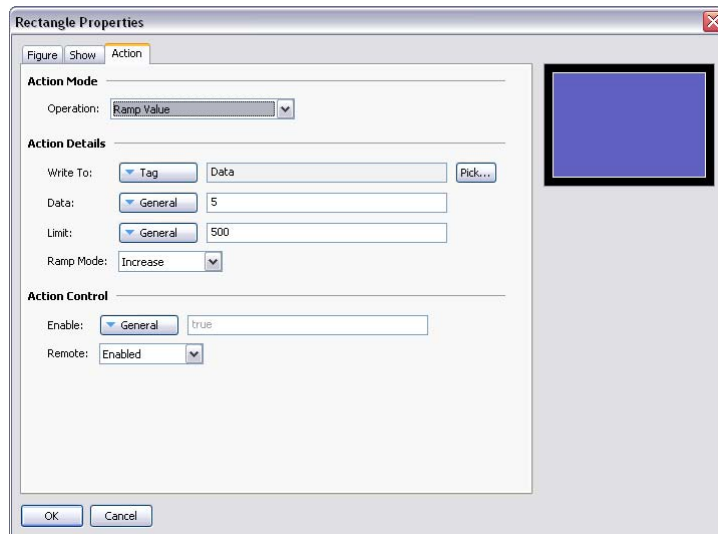 Rectangle Properties
Figure Show Action
Action Mode
Operation: Ramp Value
Action Details
Write To: Tag Data Pick...
Data: General 5
Limit: General 500
Ramp Mode: Increase
Action Control
Enable: General true
Remote: Enabled
OK Cancel